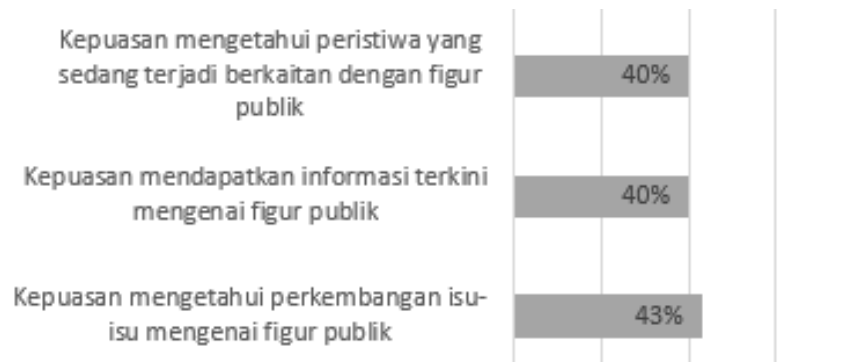 Kepuasan mengetahui peristiwa yang
sedang terjadi berkaitan dengan figur
publik
40%
Kepuasan mendapatkan informasi terkini
mengenai figur publik
40%
Kepuasan mengetahui perkembangan isu-
isu mengenai figur publik
43%